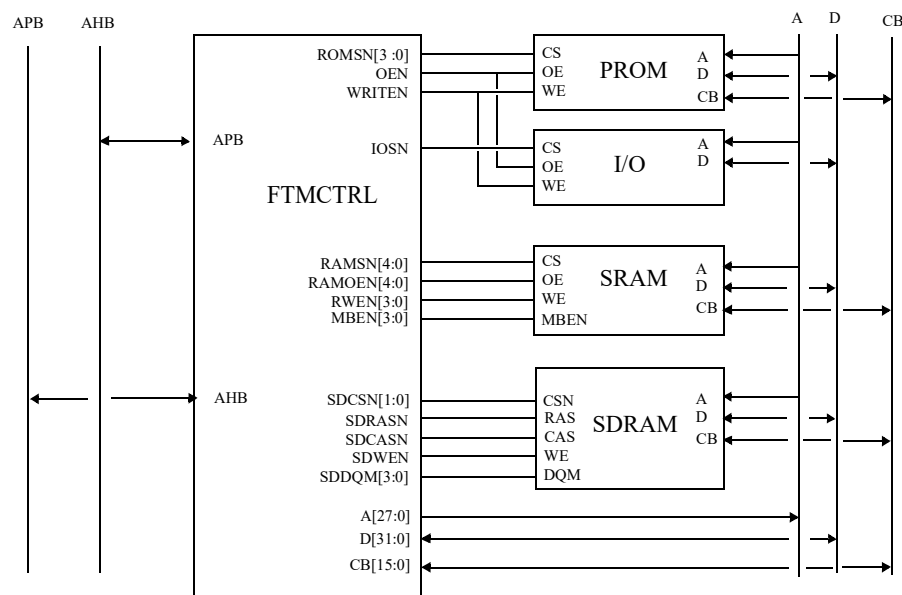 APB AHB A D CB
ROMSN[3 :0] CS PROM A
OEN OE D
WRITEN WE CB
APB IOSN CS I/O A
OE D
WE
FTMCTRL
RAMSN[4:0] CS SRAM A
RAMOEN[4:0] OE D
RWEN[3:0] WE CB
MBEN[3:0] MBEN
AHB SDCSN[1:0] CSN SDRAM A
SDRASN RAS D
SDCASN CAS CB
SDWEN WE
SDDQM[3:0] DQM
A[27:0]
D[31:0]
CB[15:0]